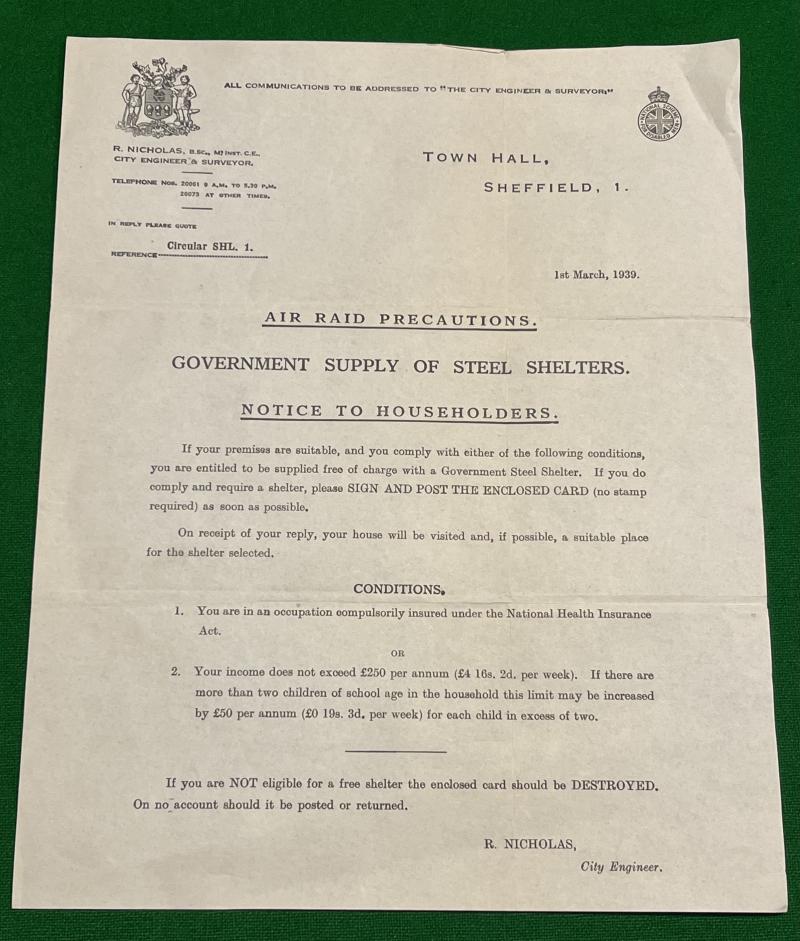 ALL COMMUNICATIONS TO BE ADDRESSED TO "THE CITY ENGINEER & SURVEYOR."
NATIONAL SCHEME
FOR DISABLED MEN
R. NICHOLAS, B.Sc., M. INST. C.E.,
CITY ENGINEER & SURVEYOR.
TELEPHONE NOS. 20061 9 A.M. TO 5.30 P.M.
20073 AT OTHER TIMES.
IN REPLY PLEASE QUOTE
REFERENCE Circular SHL. 1.
TOWN HALL,
SHEFFIELD, 1.
1st March, 1939.
AIR RAID PRECAUTIONS.
GOVERNMENT SUPPLY OF STEEL SHELTERS.
NOTICE TO HOUSEHOLDERS.
If your premises are suitable, and you comply with either of the following conditions,
you are entitled to be supplied free of charge with a Government Steel Shelter. If you do
comply and require a shelter, please SIGN AND POST THE ENCLOSED CARD (no stamp
required) as soon as possible.
On receipt of your reply, your house will be visited and, if possible, a suitable place
for the shelter selected.
CONDITIONS.
1. You are in an occupation compulsorily insured under the National Health Insurance
Act.
OR
2. Your income does not exceed £250 per annum (£4 16s. 2d. per week). If there are
more than two children of school age in the household this limit may be increased
by £50 per annum (£0 19s. 3d. per week) for each child in excess of two.
If you are NOT eligible for a free shelter the enclosed card should be DESTROYED.
On no account should it be posted or returned.
R. NICHOLAS,
City Engineer.